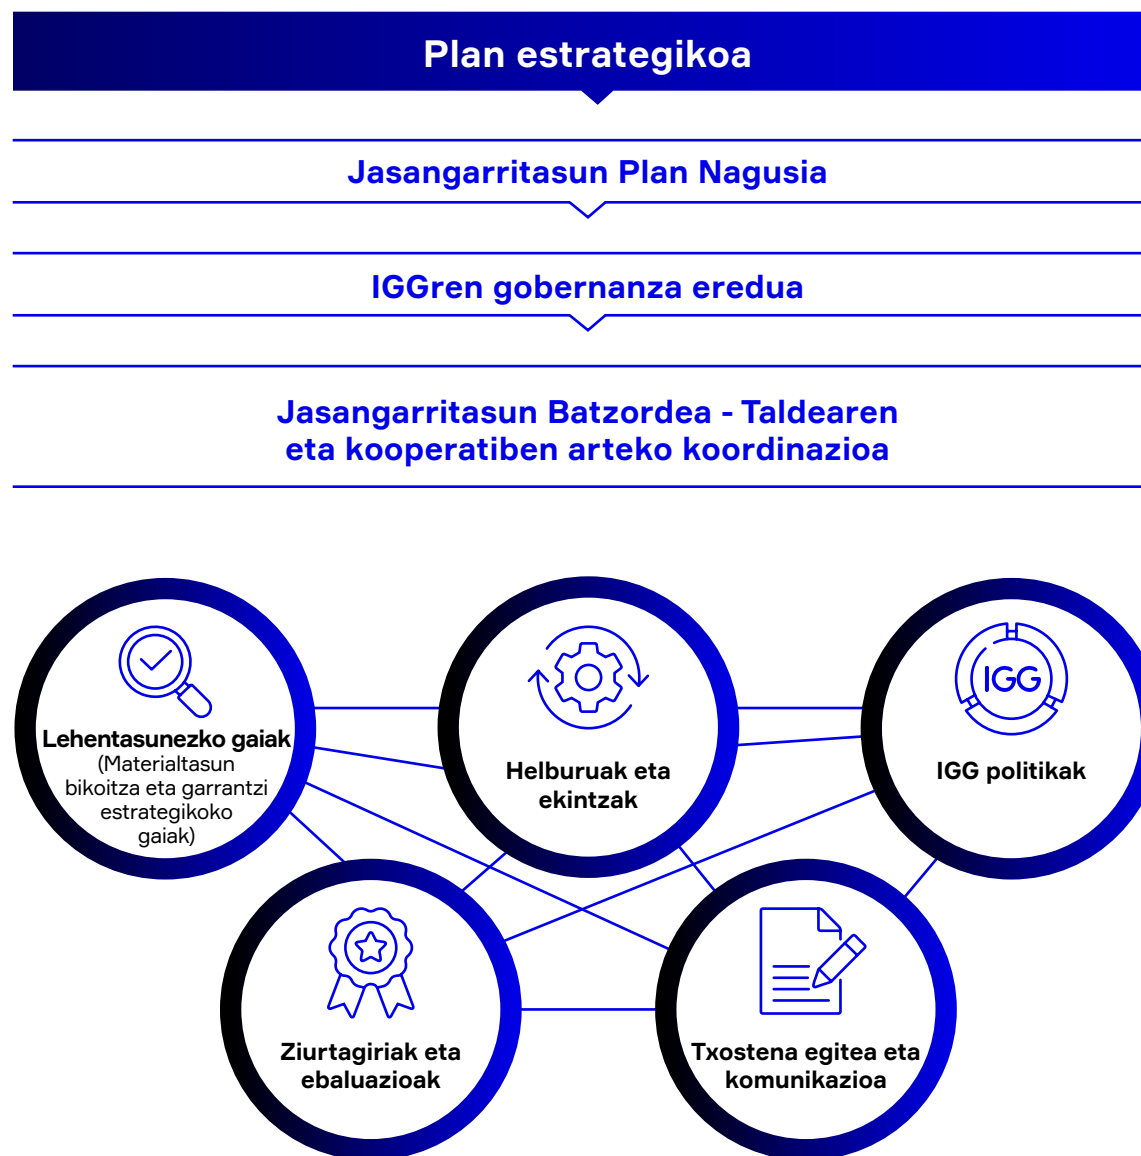 Plan estrategikoa
Jasangarritasun Plan Nagusia
IGGren gobernanza eredua
Jasangarritasun Batzordea - Taldearen
eta kooperatiben arteko koordinazioa
Lehentasunezko gaiak
(Materialtasun
bikoitza eta garrantzi
estrategikoko
gaiak)
Helburuak eta
ekintzak
IGG
IGG politikak
Ziurtagiriak eta
ebaluazioak
Txostena egitea eta
komunikazioa